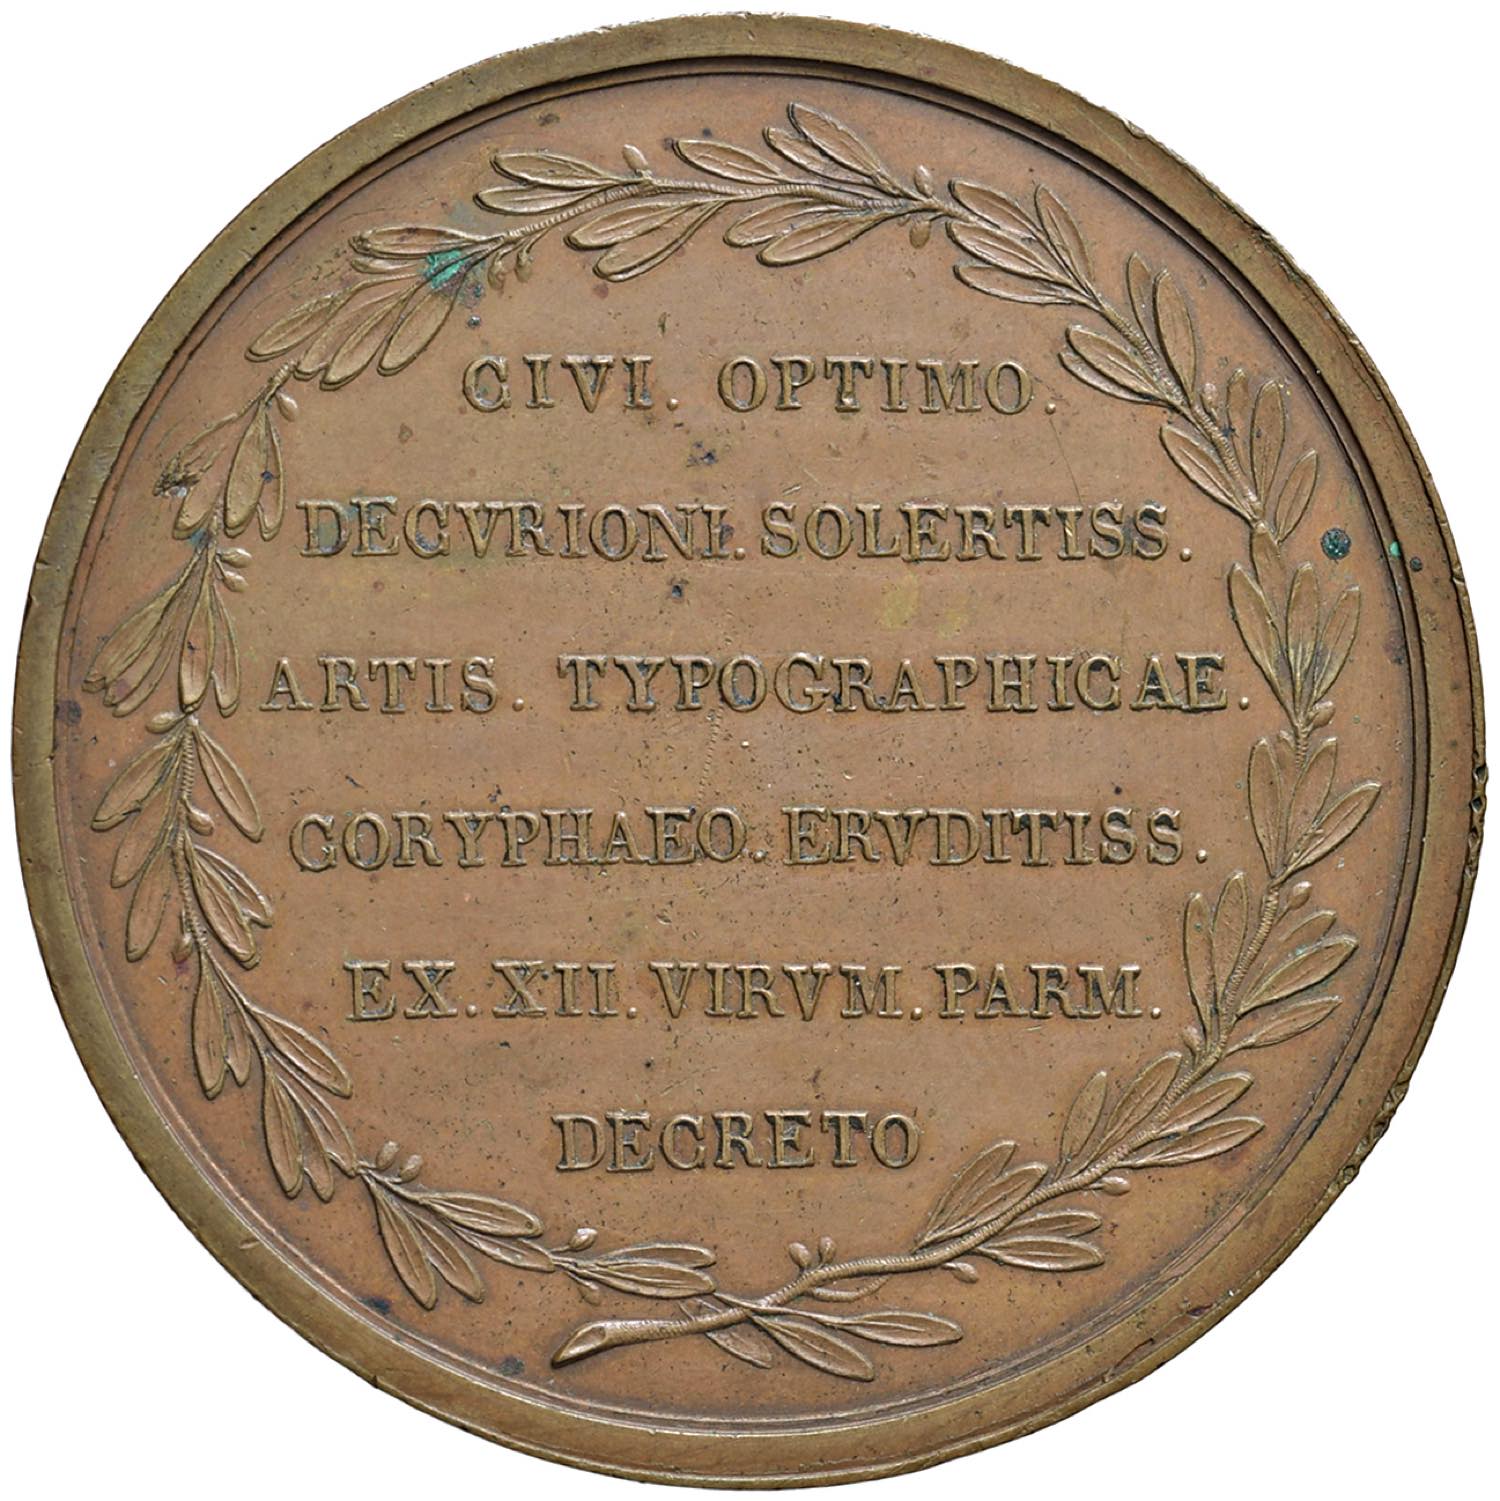 CIVI. OPTIMO.
DECVRIONI. SOLERTISS.
ARTIS. TYPOGRAPHICAE.
CORYPHAEO. ERVDITISS.
EX. XII. VIRVM. PARM.
DECRETO